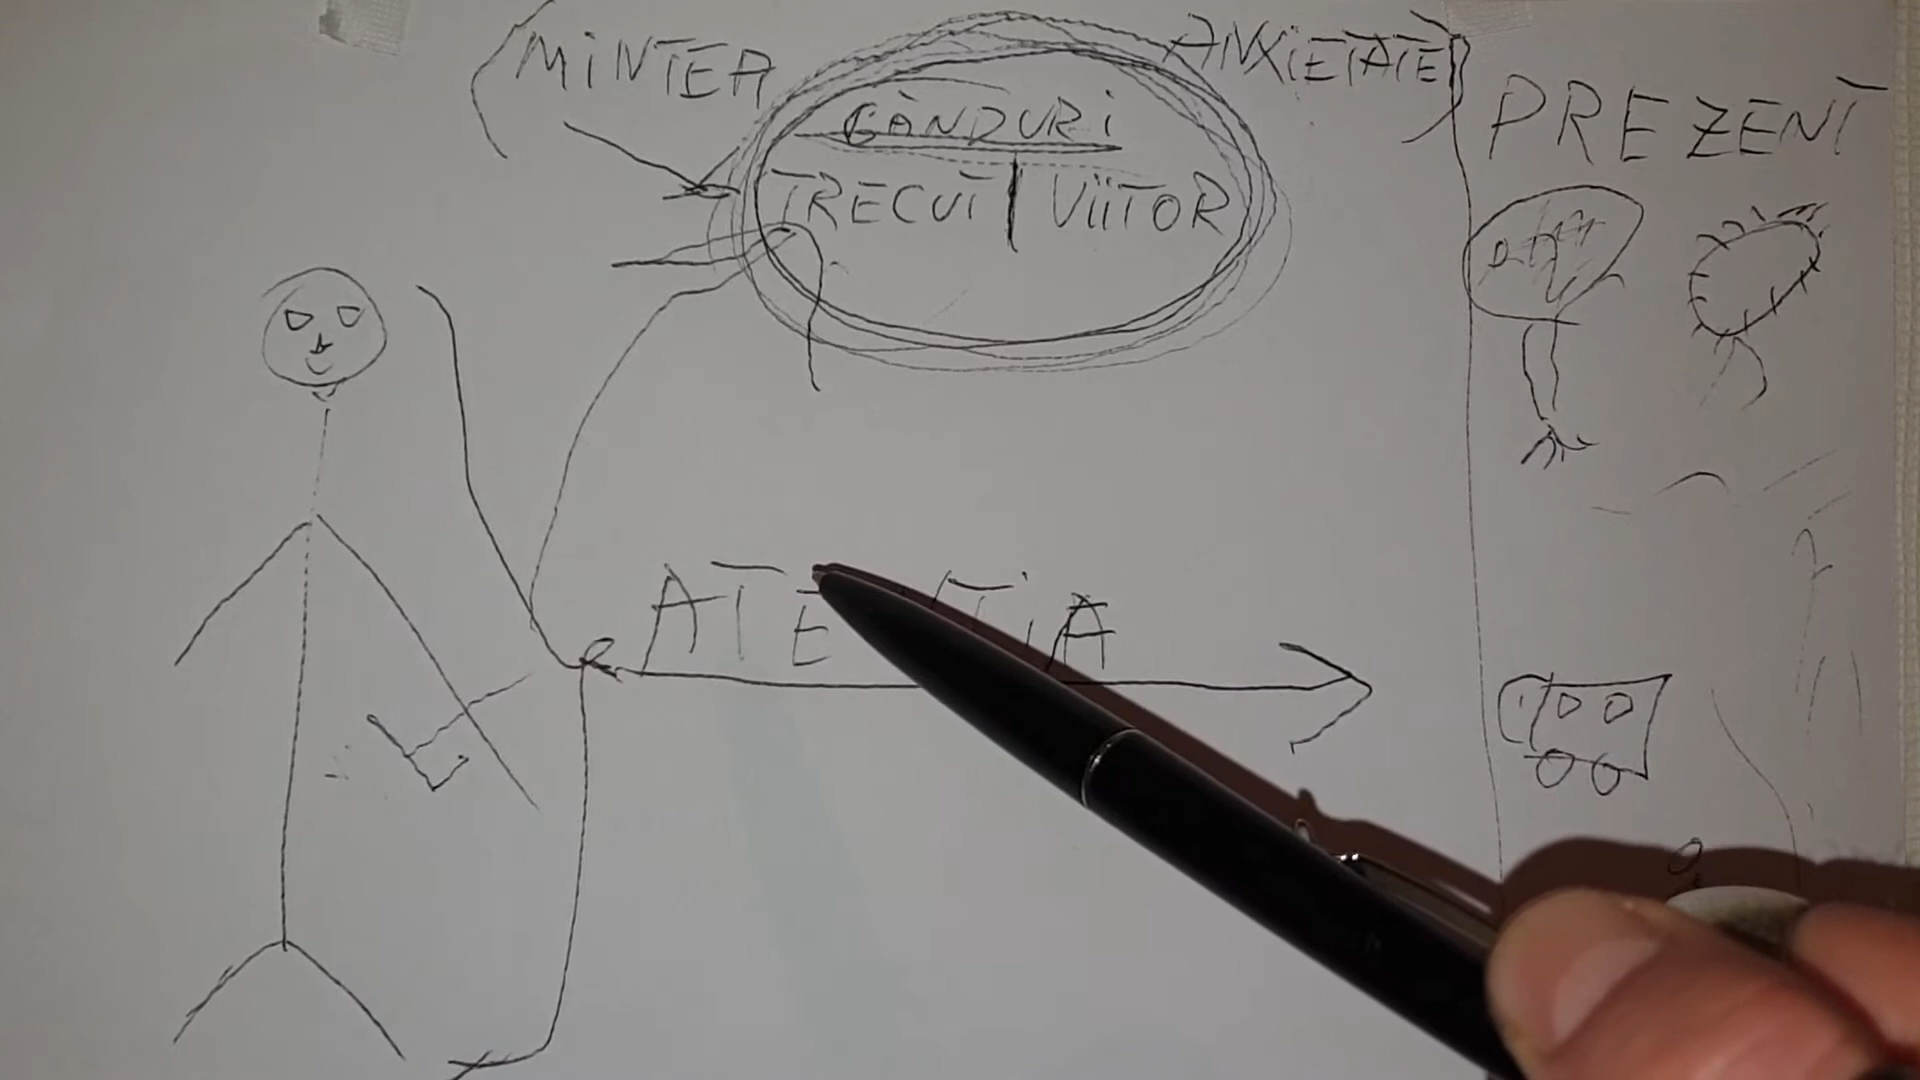 MINTEA
ANXIETATE
PREZENT
GÂNDURI
TRECUT | VIITOR